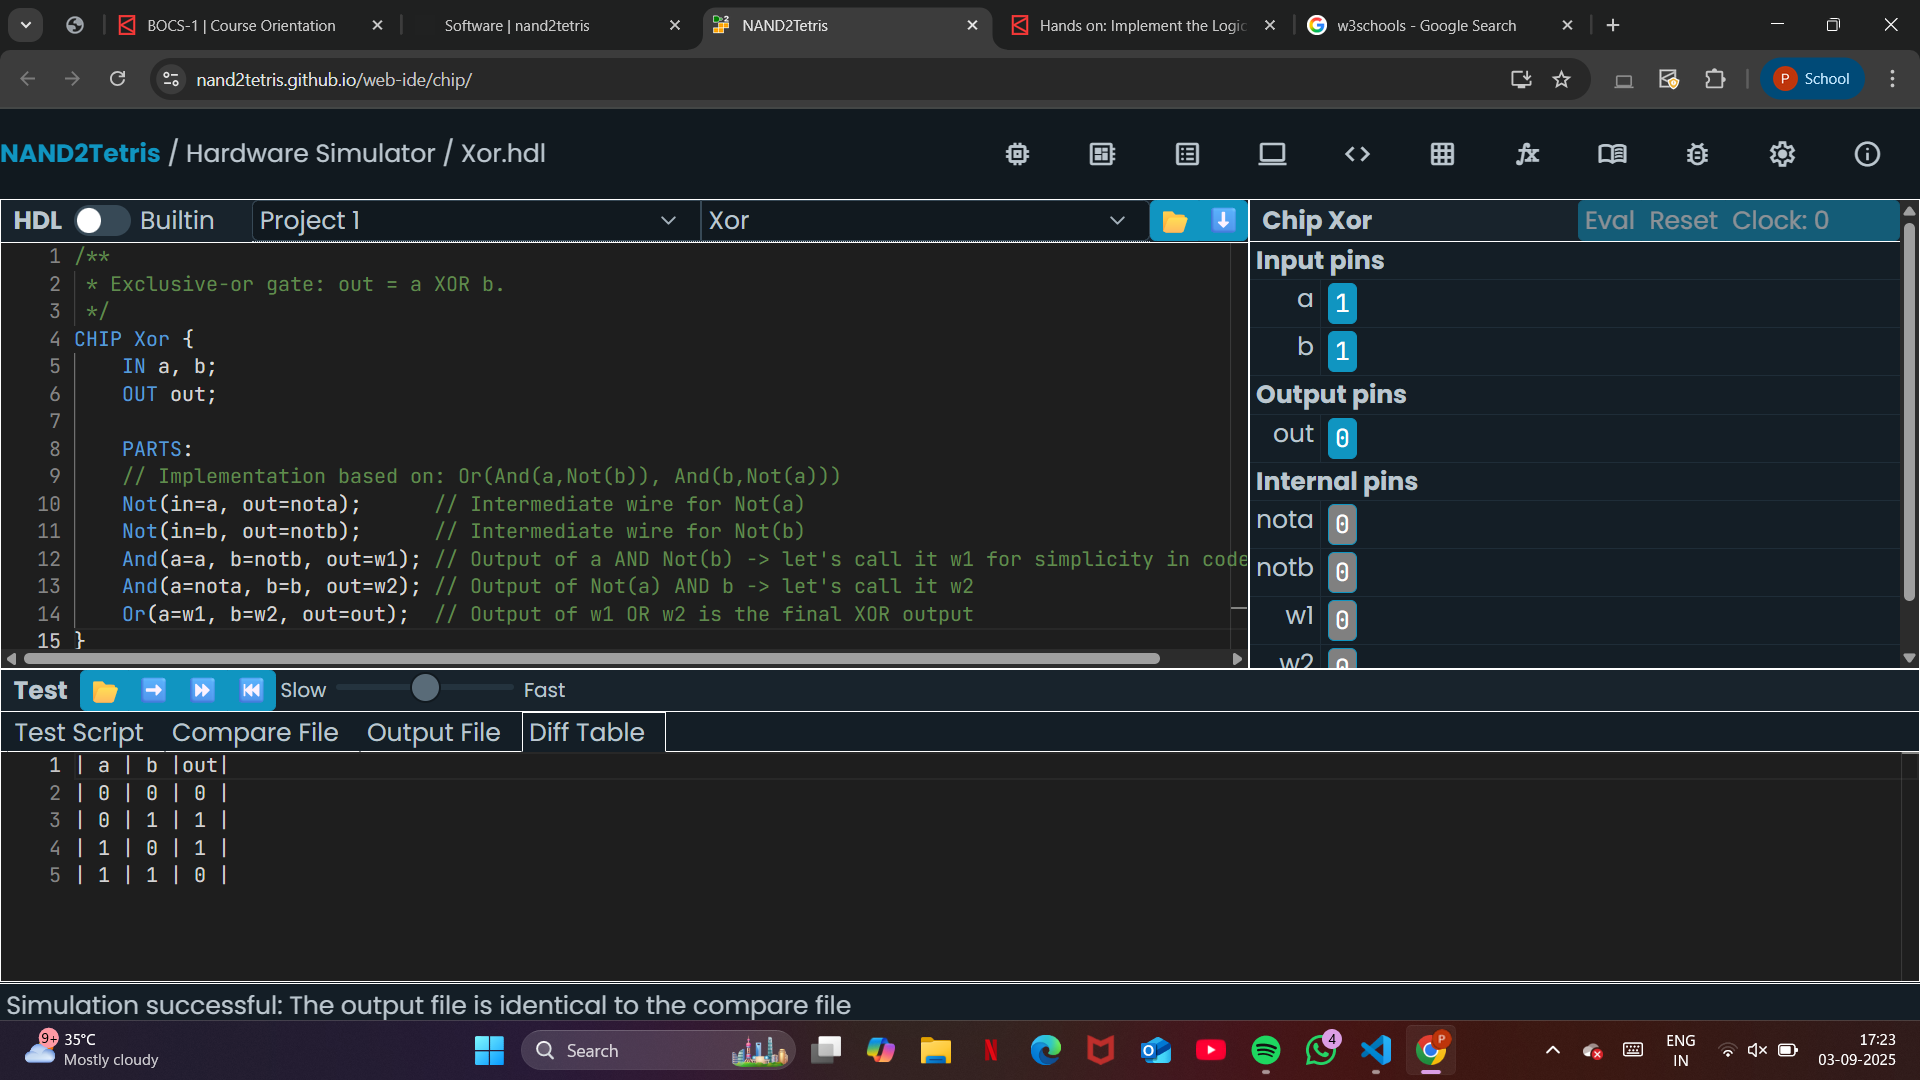 BOCS-1 | Course Orientation
Software | nand2tetris
NAND2Tetris
Hands on: Implement the Logic
w3schools - Google Search
nand2tetris.github.io/web-ide/chip/
P School
NAND2Tetris / Hardware Simulator / Xor.hdl
HDL Builtin Project 1 Xor
1 /**
2 * Exclusive-or gate: out = a XOR b.
3 */
4 CHIP Xor {
5 IN a, b;
6 OUT out;
7
8 PARTS:
9 // Implementation based on: Or(And(a,Not(b)), And(b,Not(a)))
10 Not(in=a, out=nota); // Intermediate wire for Not(a)
11 Not(in=b, out=notb); // Intermediate wire for Not(b)
12 And(a=a, b=notb, out=w1); // Output of a AND Not(b) -> let's call it w1 for simplicity in code
13 And(a=nota, b=b, out=w2); // Output of Not(a) AND b -> let's call it w2
14 Or(a=w1, b=w2, out=out); // Output of w1 OR w2 is the final XOR output
15 }
Chip Xor Eval Reset Clock: 0
Input pins
a 1
b 1
Output pins
out 0
Internal pins
nota 0
notb 0
w1 0
w2 0
Test Slow Fast
Test Script Compare File Output File Diff Table
1 | a | b |out|
2 | 0 | 0 | 0 |
3 | 0 | 1 | 1 |
4 | 1 | 0 | 1 |
5 | 1 | 1 | 0 |
Simulation successful: The output file is identical to the compare file
9+ 35°C
Mostly cloudy
Search
4
P
ENG
IN
17:23
03-09-2025